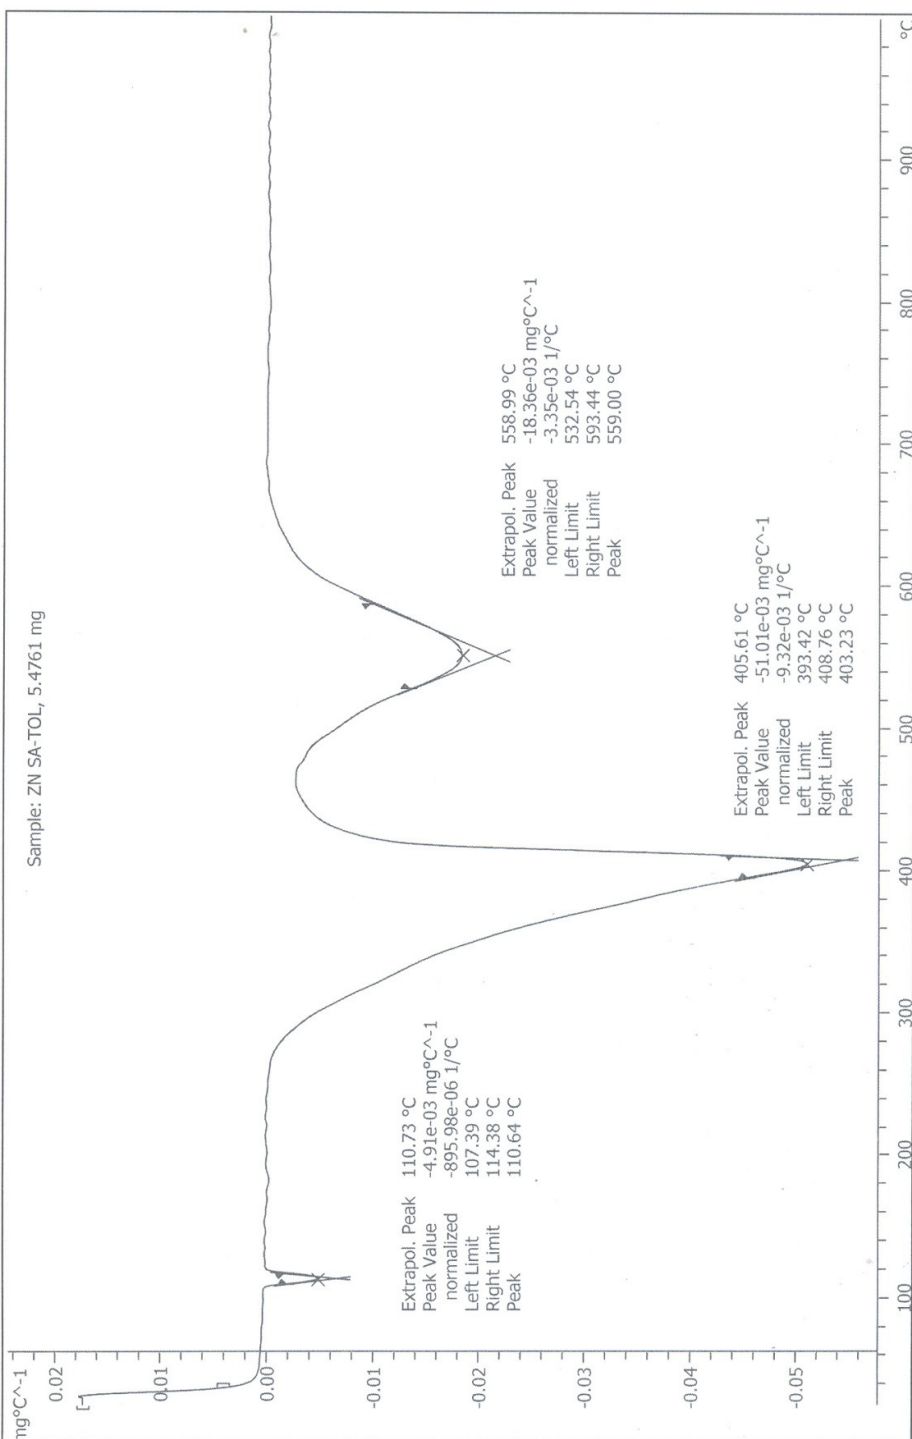 Sample: ZN SA-TOL, 5.4761 mg
mg°C^-1
0.02
0.01
0.00
-0.01
-0.02
-0.03
-0.04
-0.05
[-]
Extrapol. Peak 110.73 °C
Peak Value -4.91e-03 mg°C^-1
normalized -895.98e-06 1/°C
Left Limit 107.39 °C
Right Limit 114.38 °C
Peak 110.64 °C
Extrapol. Peak 405.61 °C
Peak Value -51.01e-03 mg°C^-1
normalized -9.32e-03 1/°C
Left Limit 393.42 °C
Right Limit 408.76 °C
Peak 403.23 °C
Extrapol. Peak 558.99 °C
Peak Value -18.36e-03 mg°C^-1
normalized -3.35e-03 1/°C
Left Limit 532.54 °C
Right Limit 593.44 °C
Peak 559.00 °C
100 200 300 400 500 600 700 800 900 °C